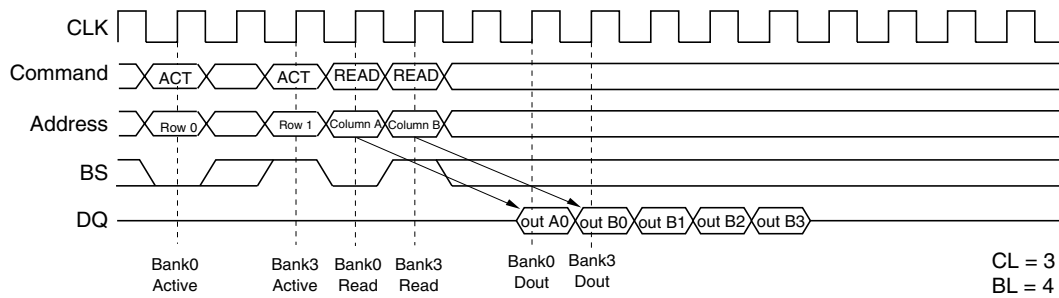 CLK
Command ACT ACT READ READ
Address Row 0 Row 1 Column A Column B
BS
DQ out A0 out B0 out B1 out B2 out B3
Bank0 Active
Bank3 Active
Bank0 Read
Bank3 Read
Bank0 Dout
Bank3 Dout
CL = 3
BL = 4